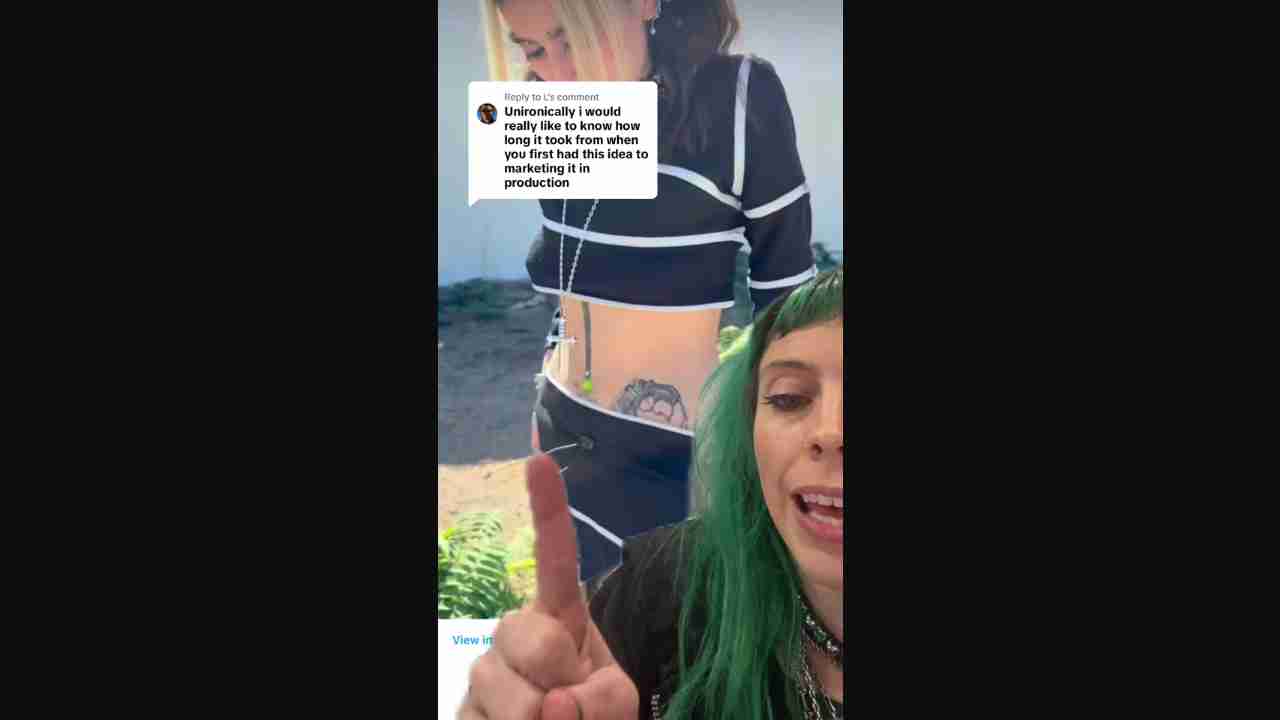 Reply to L's comment
Unironically i would
really like to know how
long it took from when
you first had this idea to
marketing it in
production
View in